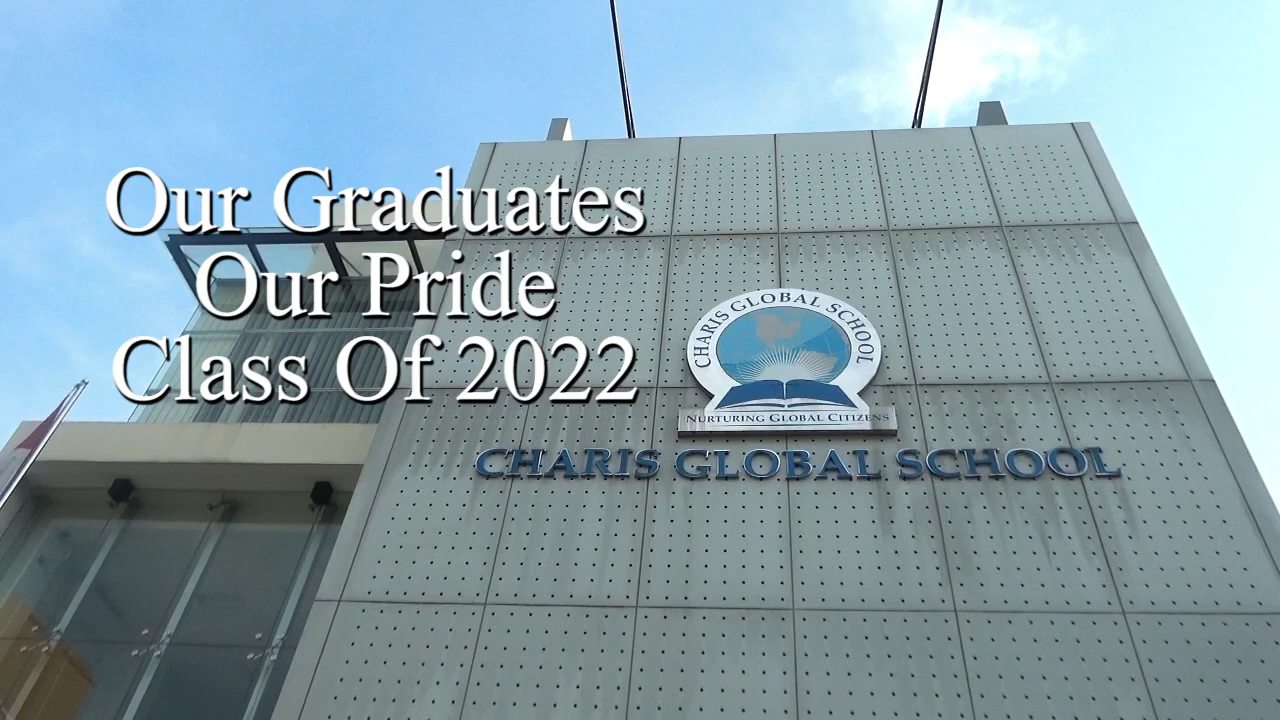 Our Graduates
Our Pride
Class Of 2022
CHARIS GLOBAL SCHOOL
NURTURING GLOBAL CITIZENS
CHARIS GLOBAL SCHOOL